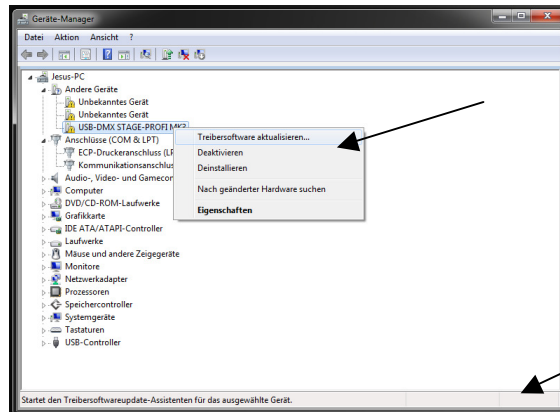 Geräte-Manager
Datei Aktion Ansicht ?
Jesus-PC
Andere Geräte
Unbekanntes Gerät
Unbekanntes Gerät
USB-DMX STAGE-PROFI MK2
Treibersoftware aktualisieren...
Anschlüsse (COM & LPT)
Deaktivieren
ECP-Druckeranschluss (LP
Kommunikationsanschlus
Deinstallieren
Audio-, Video- und Gamecon
Nach geänderter Hardware suchen
Computer
DVD/CD-ROM-Laufwerke
Eigenschaften
Grafikkarte
IDE ATA/ATAPI-Controller
Laufwerke
Mäuse und andere Zeigegeräte
Monitore
Netzwerkadapter
Prozessoren
Speichercontroller
Systemgeräte
Tastaturen
USB-Controller
Startet den Treibersoftwareupdate-Assistenten für das ausgewählte Gerät.